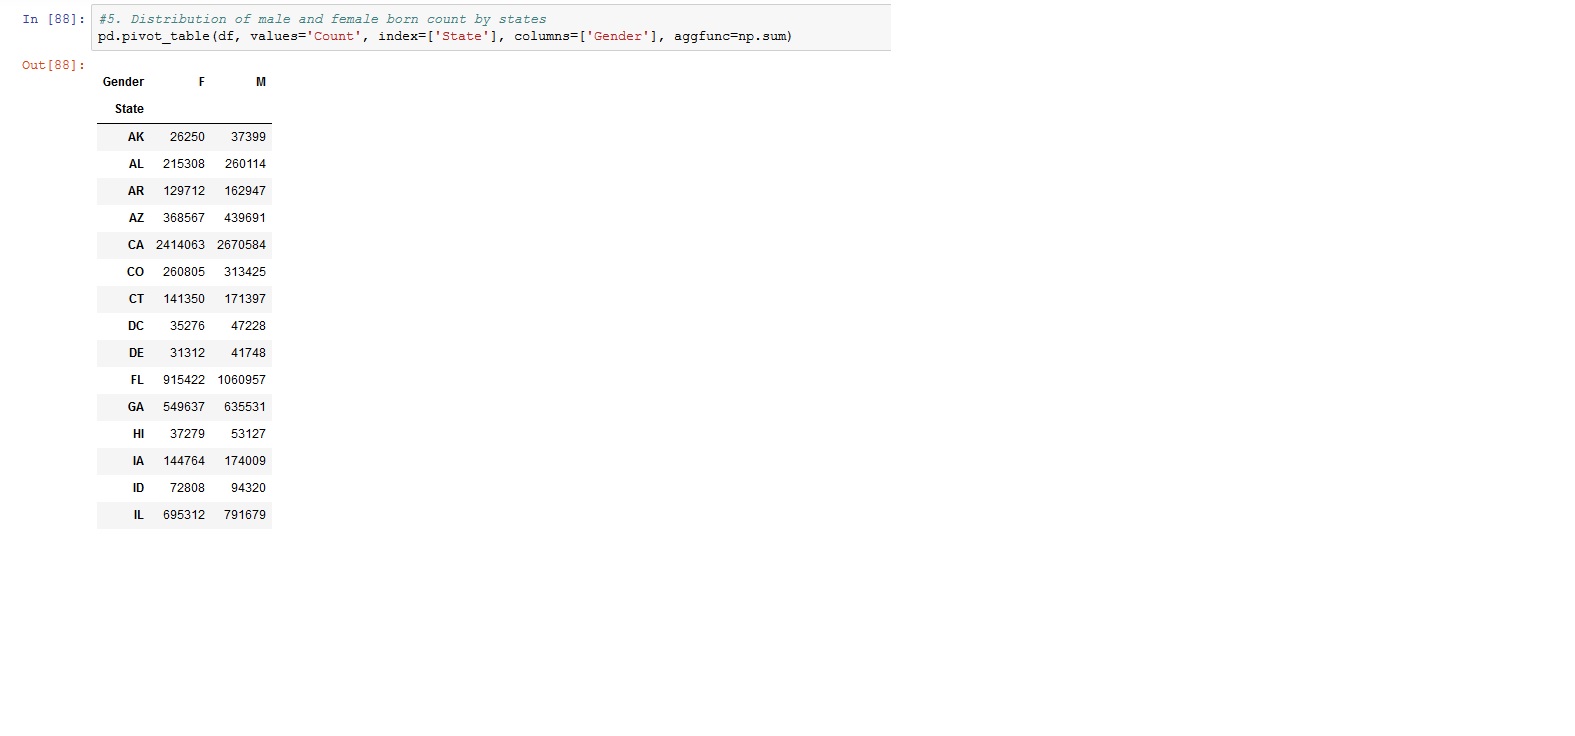 In [88]: #5. Distribution of male and female born count by states
pd.pivot_table(df, values='Count', index=['State'], columns=['Gender'], aggfunc=np.sum)
Out[88]:
Gender F M
State
AK 26250 37399
AL 215308 260114
AR 129712 162947
AZ 368567 439691
CA 2414063 2670584
CO 260805 313425
CT 141350 171397
DC 35276 47228
DE 31312 41748
FL 915422 1060957
GA 549637 635531
HI 37279 53127
IA 144764 174009
ID 72808 94320
IL 695312 791679